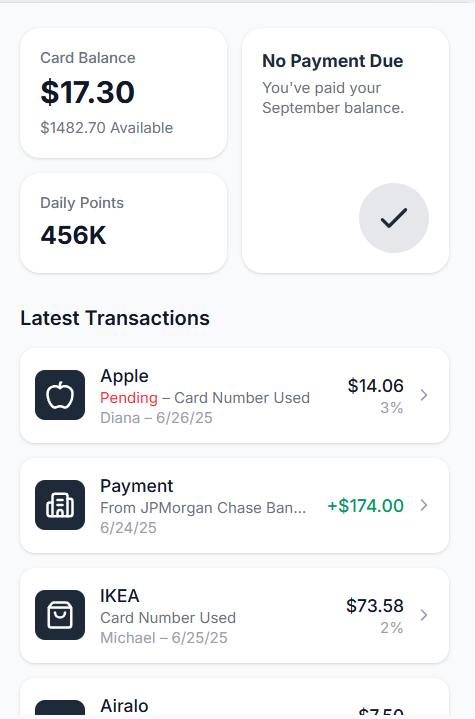 Card Balance
$17.30
$1482.70 Available
No Payment Due
You've paid your
September balance.
Daily Points
456K
Latest Transactions
Apple
$14.06
Pending – Card Number Used
3%
Diana – 6/26/25
Payment
From JPMorgan Chase Ban...
+$174.00
6/24/25
IKEA
$73.58
Card Number Used
2%
Michael – 6/25/25
Airalo
$7.50